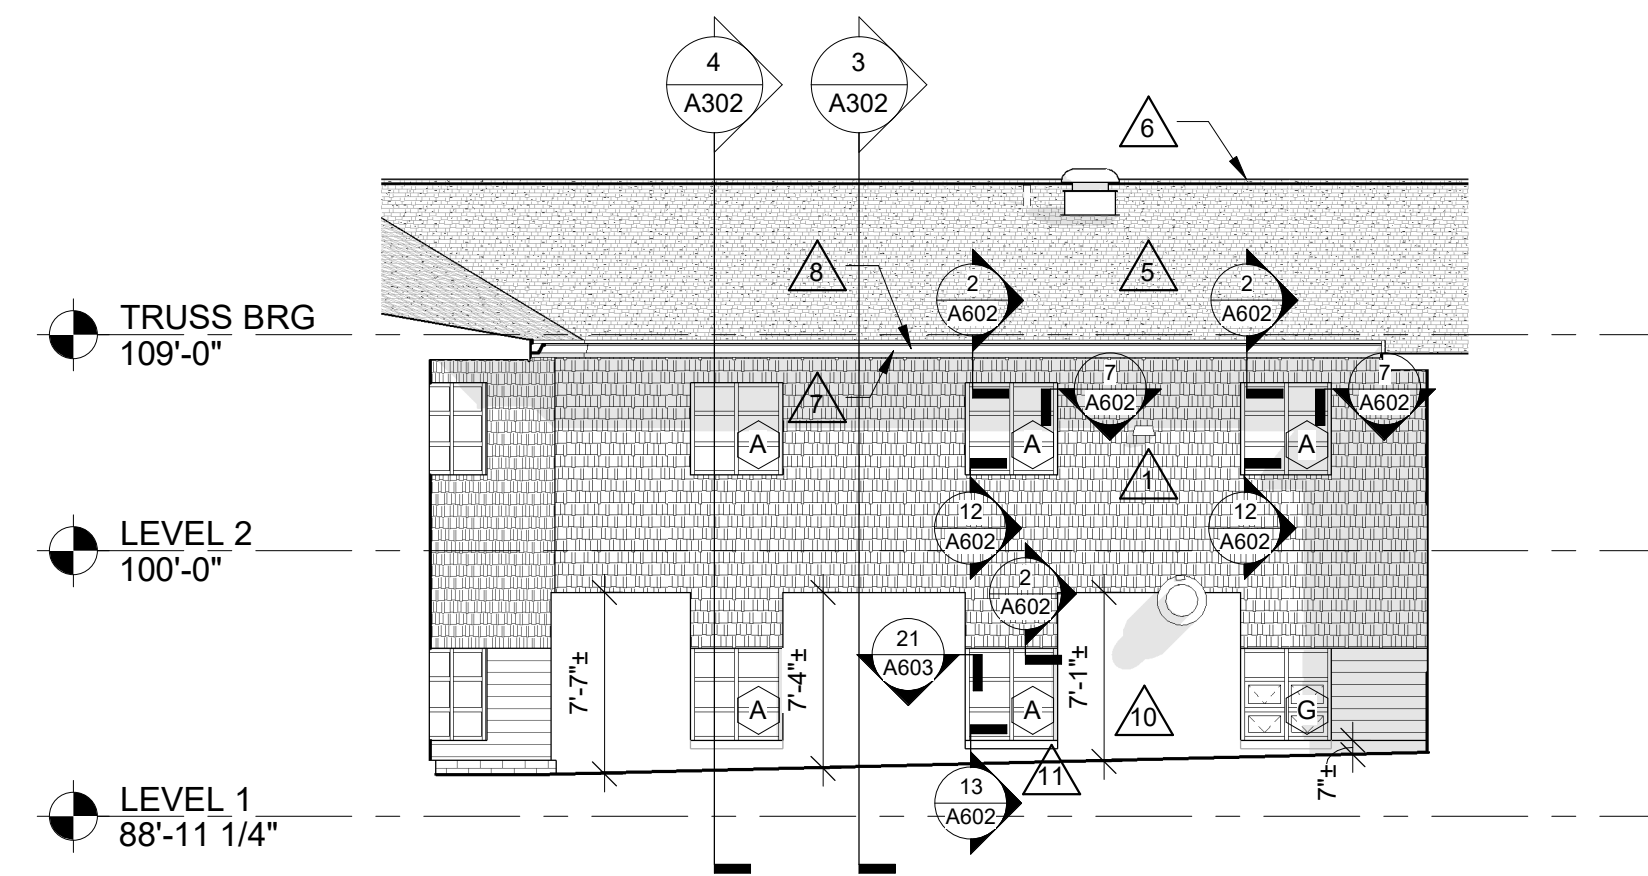 4
A302
3
A302
6
8
2
A602
5
2
A602
TRUSS BRG
109'-0"
7
7
A602
7
A602
A
A
A
1
12
A602
12
A602
LEVEL 2
100'-0"
2
A602
21
A603
7'-7"±
7'-4"±
7'-1"±
A
A
10
G
11
7"±
13
A602
LEVEL 1
88'-11 1/4"